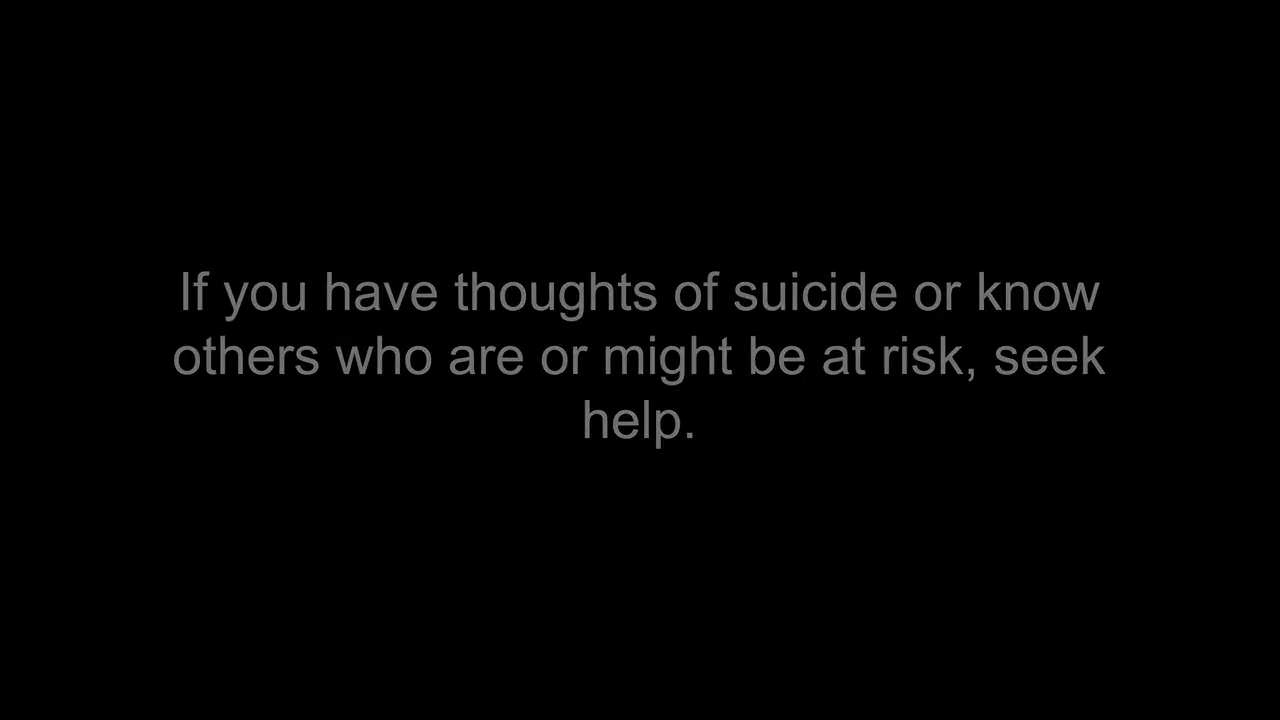 If you have thoughts of suicide or know
others who are or might be at risk, seek
help.